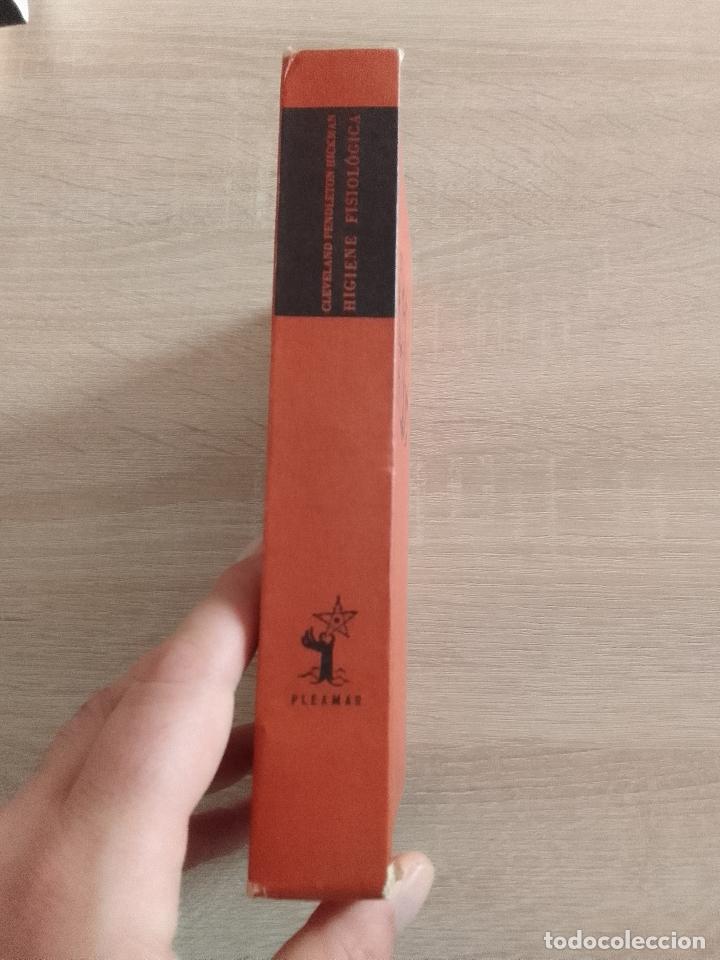 CLEVELAND PENDLETON HICKMAN
HIGIENE FISIOLÓGICA
PLEAMAR
todocoleccion